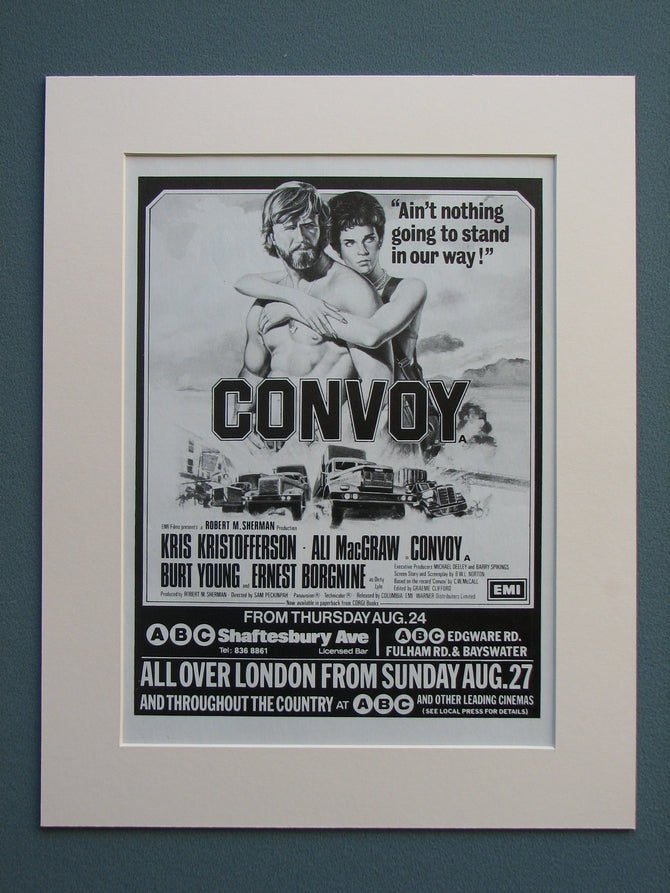 “Ain't nothing
going to stand
in our way!”
CONVOY A
EMI Films presents a ROBERT M. SHERMAN Production
KRIS KRISTOFFERSON · ALI MacGRAW · CONVOY A
BURT YOUNG and ERNEST BORGNINE as Dirty Lyle
Executive Producers MICHAEL DEELEY and BARRY SPIKINGS
Screen Story and Screenplay by B.W.L. NORTON
Based on the record 'Convoy' by C.W. McCALL
Edited by GRAEME CLIFFORD
Produced by ROBERT M. SHERMAN Directed by SAM PECKINPAH Panavision® Technicolor® Released by COLUMBIA EMI WARNER Distributors Limited
EMI
Now available in paperback from CORGI Books
FROM THURSDAY AUG. 24
ABC Shaftesbury Ave
Tel: 836 8861 Licensed Bar
ABC EDGWARE RD.
FULHAM RD. & BAYSWATER
ALL OVER LONDON FROM SUNDAY AUG. 27
AND THROUGHOUT THE COUNTRY AT ABC AND OTHER LEADING CINEMAS
(SEE LOCAL PRESS FOR DETAILS)